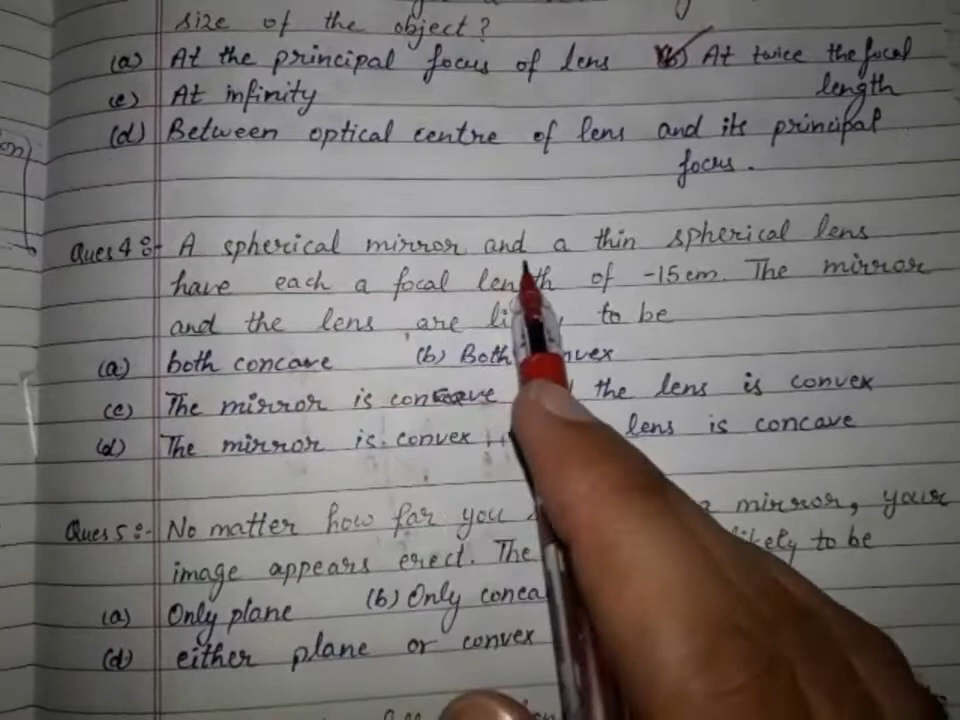 size of the object?
(a) At the principal focus of lens (b) At twice the focal
length
(c) At infinity
(d) Between optical centre of lens and its principal
focus.
Ques 4 :- A spherical mirror and a thin spherical lens
have each a focal length of -15cm. The mirror
and the lens are to be
(a) both concave (b) Both
(c) The mirror is concave the lens is convex
(d) The mirror is convex lens is concave
Ques 5 :- No matter how far you mirror, your
image appears erect. The likely to be
(a) Only plane (b) Only
(d) either plane or convex